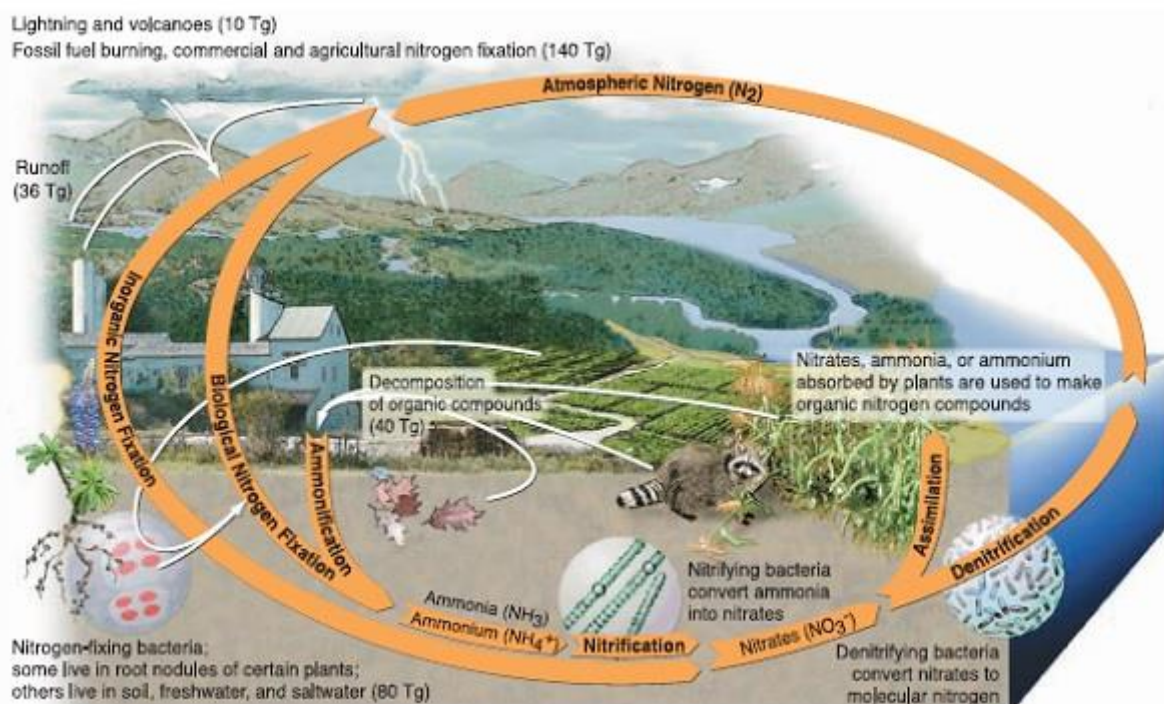 Lightning and volcanoes (10 Tg)
Fossil fuel burning, commercial and agricultural nitrogen fixation (140 Tg)
Atmospheric Nitrogen (N2)
Runoff
(36 Tg)
Inorganic Nitrogen Fixation
Biological Nitrogen Fixation
Ammonification
Decomposition
of organic compounds
(40 Tg)
Nitrates, ammonia, or ammonium
absorbed by plants are used to make
organic nitrogen compounds
Assimilation
Denitrification
Nitrifying bacteria
convert ammonia
into nitrates
Ammonia (NH3)
Ammonium (NH4+)
Nitrification
Nitrates (NO3-)
Nitrogen-fixing bacteria;
some live in root nodules of certain plants;
others live in soil, freshwater, and saltwater (80 Tg)
Denitrifying bacteria
convert nitrates to
molecular nitrogen